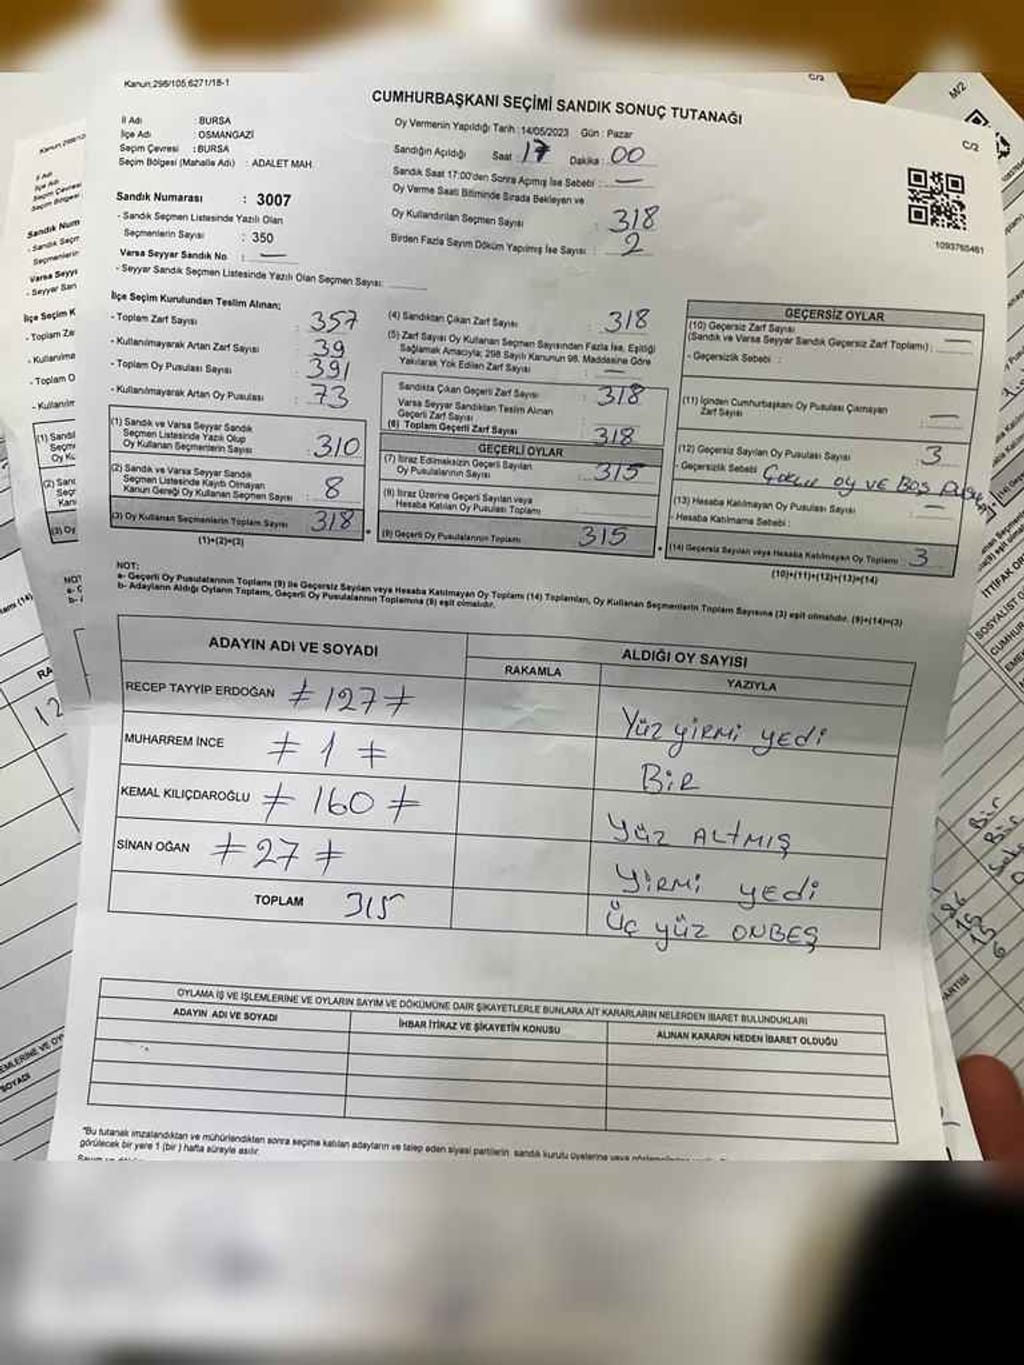 Kanun:298/105,6271/18-1
C/2
M/2
C/2
CUMHURBAŞKANI SEÇİMİ SANDIK SONUÇ TUTANAĞI
İl Adı : BURSA
İlçe Adı : OSMANGAZİ
Seçim Çevresi : BURSA
Seçim Bölgesi (Mahalle Adı) : ADALET MAH.
Sandık Numarası : 3007
- Sandık Seçmen Listesinde Yazılı Olan
Seçmenlerin Sayısı : 350
Varsa Seyyar Sandık No : —
- Seyyar Sandık Seçmen Listesinde Yazılı Olan Seçmen Sayısı:
Oy Vermenin Yapıldığı Tarih : 14/05/2023 Gün : Pazar
Sandığın Açıldığı Saat : 17 Dakika : 00
Sandık Saat 17:00'den Sonra Açımış İse Sebebi : —
Oy Verme Saati Bitiminde Sırada Bekleyen ve
Oy Kullandırılan Seçmen Sayısı : 318
Birden Fazla Sayım Döküm Yapılmış İse Sayısı : 2
1093765461
İlçe Seçim Kurulundan Teslim Alınan;
- Toplam Zarf Sayısı : 357
- Kullanılmayarak Artan Zarf Sayısı : 39
- Toplam Oy Pusulası Sayısı : 391
- Kullanılmayarak Artan Oy Pusulası : 73
(1) Sandık ve Varsa Seyyar Sandık
Seçmen Listesinde Yazılı Olup
Oy Kullanan Seçmenlerin Sayısı : 310
(2) Sandık ve Varsa Seyyar Sandık
Seçmen Listesinde Kayıtlı Olmayan
Kanun Gereği Oy Kullanan Seçmen Sayısı : 8
(3) Oy Kullanan Seçmenlerin Toplam Sayısı : 318
(1)+(2)=(3)
(4) Sandıktan Çıkan Zarf Sayısı : 318
(5) Zarf Sayısı Oy Kullanan Seçmen Sayısından Fazla İse, Eşitliği
Sağlamak Amacıyla; 298 Sayılı Kanunun 98. Maddesine Göre
Yakılarak Yok Edilen Zarf Sayısı : —
Sandıkta Çıkan Geçerli Zarf Sayısı : 318
Varsa Seyyar Sandıktan Teslim Alınan
Geçerli Zarf Sayısı :
(6) Toplam Geçerli Zarf Sayısı : 318
GEÇERLİ OYLAR
(7) İtiraz Edilmeksizin Geçerli Sayılan
Oy Pusulalarının Sayısı : 315
(8) İtiraz Üzerine Geçerli Sayılan veya
Hesaba Katılan Oy Pusulası Toplamı :
(9) Geçerli Oy Pusulalarının Toplamı : 315
GEÇERSİZ OYLAR
(10) Geçersiz Zarf Sayısı
(Sandık ve Varsa Seyyar Sandık Geçersiz Zarf Toplamı) : —
- Geçersizlik Sebebi :
(11) İçinden Cumhurbaşkanı Oy Pusulası Çıkmayan
Zarf Sayısı : —
(12) Geçersiz Sayılan Oy Pusulası Sayısı : 3
- Geçersizlik Sebebi : OY VE BOŞ
(13) Hesaba Katılmayan Oy Pusulası Sayısı : —
- Hesaba Katılmama Sebebi :
(14) Geçersiz Sayılan veya Hesaba Katılmayan Oy Toplamı : 3
(10)+(11)+(12)+(13)=(14)
NOT:
a- Geçerli Oy Pusulalarının Toplamı (9) ile Geçersiz Sayılan veya Hesaba Katılmayan Oy Toplamı (14) Toplamları, Oy Kullanan Seçmenlerin Toplam Sayısına (3) eşit olmalıdır. (9)+(14)=(3)
b- Adayların Aldığı Oyların Toplamı, Geçerli Oy Pusulalarının Toplamına (9) eşit olmalıdır.
ADAYIN ADI VE SOYADI
ALDIĞI OY SAYISI
RAKAMLA
YAZIYLA
RECEP TAYYİP ERDOĞAN ≠ 127 ≠ Yüz yirmi yedi
MUHARREM İNCE ≠ 1 ≠ BİR
KEMAL KILIÇDAROĞLU ≠ 160 ≠ yüz ALTMIŞ
SİNAN OĞAN ≠ 27 ≠ YİRMİ yedi
TOPLAM 315 Üç yüz ONBEŞ
OYLAMA İŞ VE İŞLEMLERİNE VE OYLARIN SAYIM VE DÖKÜMÜNE DAİR ŞİKAYETLERLE BUNLARA AİT KARARLARIN NELERDEN İBARET BULUNDUKLARI
ADAYIN ADI VE SOYADI
İHBAR İTİRAZ VE ŞİKAYETİN KONUSU
ALINAN KARARIN NEDEN İBARET OLDUĞU
"Bu tutanak imzalandıktan ve mühürlendikten sonra seçime katılan adayların ve talep eden siyasi partilerin sandık kurulu üyelerine veya
görülecek bir yere 1 (bir) hafta süreyle asılır.